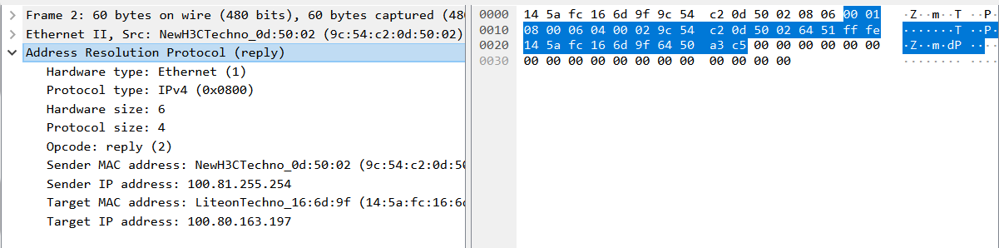 Frame 2: 60 bytes on wire (480 bits), 60 bytes captured (480
Ethernet II, Src: NewH3CTechno_0d:50:02 (9c:54:c2:0d:50:02)
Address Resolution Protocol (reply)
Hardware type: Ethernet (1)
Protocol type: IPv4 (0x0800)
Hardware size: 6
Protocol size: 4
Opcode: reply (2)
Sender MAC address: NewH3CTechno_0d:50:02 (9c:54:c2:0d:50
Sender IP address: 100.81.255.254
Target MAC address: LiteonTechno_16:6d:9f (14:5a:fc:16:6d
Target IP address: 100.80.163.197
0000 14 5a fc 16 6d 9f 9c 54 c2 0d 50 02 08 06 00 01 ·Z··m··T ··P·····
0010 08 00 06 04 00 02 9c 54 c2 0d 50 02 64 51 ff fe ·······T ··P·dQ··
0020 14 5a fc 16 6d 9f 64 50 a3 c5 00 00 00 00 00 00 ·Z··m·dP ········
0030 00 00 00 00 00 00 00 00 00 00 00 00 ········ ····